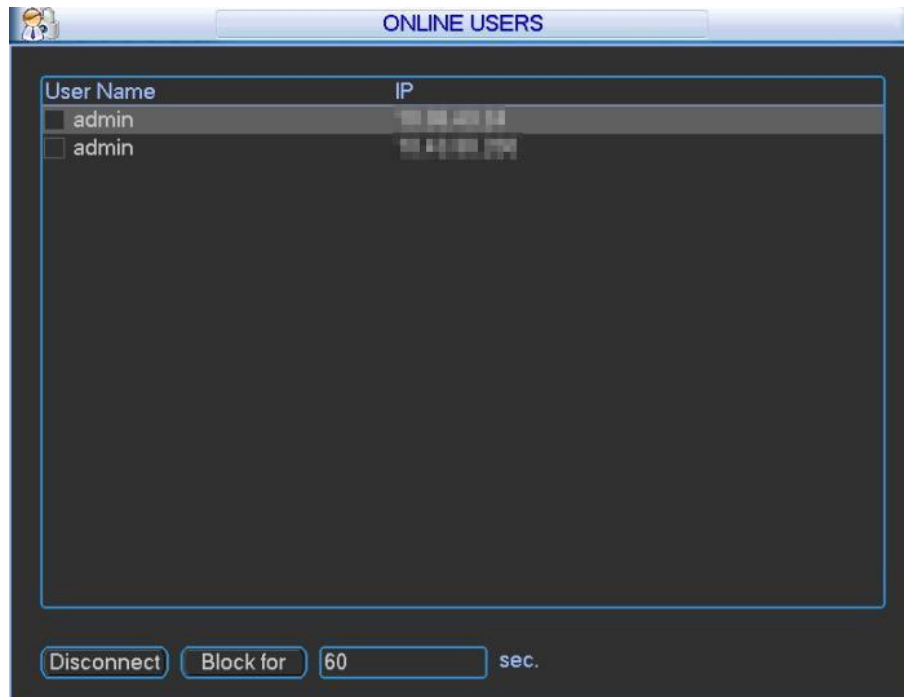 ONLINE USERS
User Name IP
admin
admin
Disconnect Block for 60 sec.